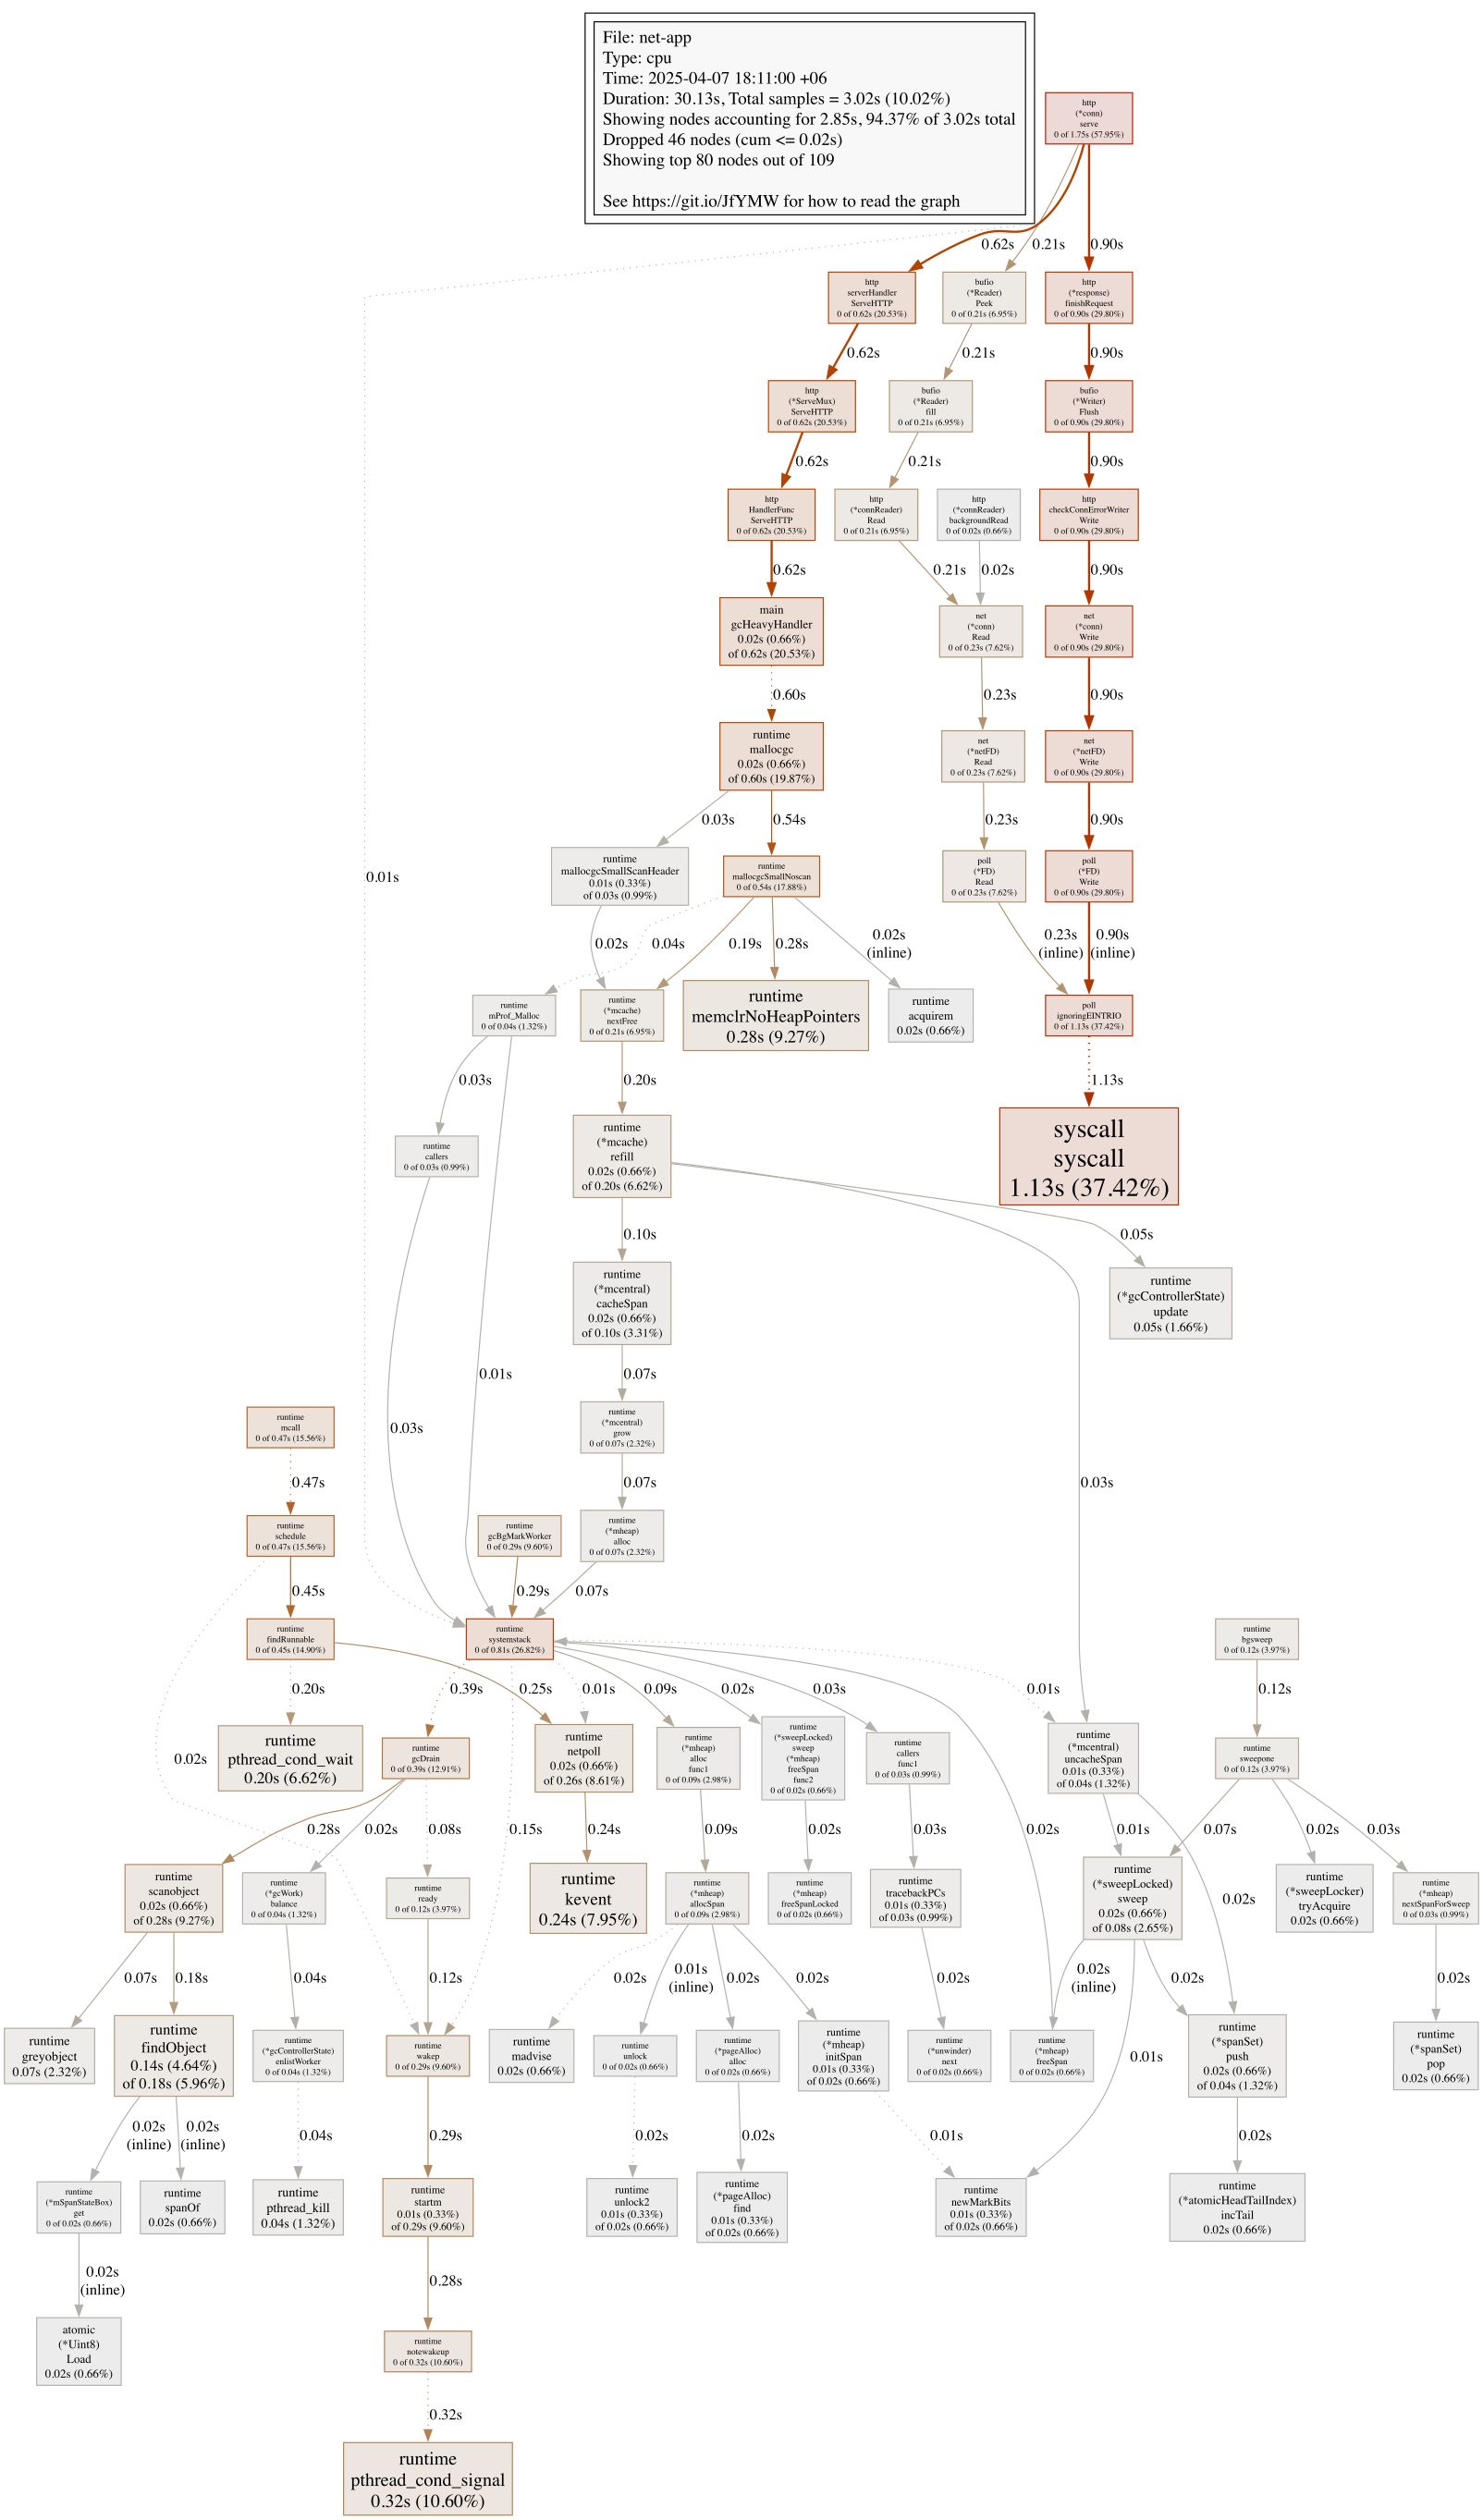 File: net-app
Type: cpu
Time: 2025-04-07 18:11:00 +06
Duration: 30.13s, Total samples = 3.02s (10.02%)
Showing nodes accounting for 2.85s, 94.37% of 3.02s total
Dropped 46 nodes (cum <= 0.02s)
Showing top 80 nodes out of 109
See https://git.io/JfYMW for how to read the graph
http
(*conn)
serve
0 of 1.75s (57.95%)
0.62s
0.21s
0.90s
http
serverHandler
ServeHTTP
0 of 0.62s (20.53%)
bufio
(*Reader)
Peek
0 of 0.21s (6.95%)
http
(*response)
finishRequest
0 of 0.90s (29.80%)
0.62s
0.21s
0.90s
http
(*ServeMux)
ServeHTTP
0 of 0.62s (20.53%)
bufio
(*Reader)
fill
0 of 0.21s (6.95%)
bufio
(*Writer)
Flush
0 of 0.90s (29.80%)
0.62s
0.21s
0.90s
http
HandlerFunc
ServeHTTP
0 of 0.62s (20.53%)
http
(*connReader)
Read
0 of 0.21s (6.95%)
http
(*connReader)
backgroundRead
0 of 0.02s (0.66%)
http
checkConnErrorWriter
Write
0 of 0.90s (29.80%)
0.62s
0.21s
0.02s
0.90s
main
gcHeavyHandler
0.02s (0.66%)
of 0.62s (20.53%)
net
(*conn)
Read
0 of 0.23s (7.62%)
net
(*conn)
Write
0 of 0.90s (29.80%)
0.60s
0.23s
0.90s
runtime
mallocgc
0.02s (0.66%)
of 0.60s (19.87%)
net
(*netFD)
Read
0 of 0.23s (7.62%)
net
(*netFD)
Write
0 of 0.90s (29.80%)
0.03s
0.54s
0.23s
0.90s
runtime
mallocgcSmallScanHeader
0.01s (0.33%)
of 0.03s (0.99%)
runtime
mallocgcSmallNoscan
0 of 0.54s (17.88%)
poll
(*FD)
Read
0 of 0.23s (7.62%)
poll
(*FD)
Write
0 of 0.90s (29.80%)
0.01s
0.02s
0.04s
0.19s
0.28s
0.02s
(inline)
0.23s
(inline)
0.90s
(inline)
runtime
mProf_Malloc
0 of 0.04s (1.32%)
runtime
(*mcache)
nextFree
0 of 0.21s (6.95%)
runtime
memclrNoHeapPointers
0.28s (9.27%)
runtime
acquirem
0.02s (0.66%)
poll
ignoringEINTRIO
0 of 1.13s (37.42%)
0.03s
0.20s
1.13s
runtime
callers
0 of 0.03s (0.99%)
runtime
(*mcache)
refill
0.02s (0.66%)
of 0.20s (6.62%)
syscall
syscall
1.13s (37.42%)
0.10s
0.05s
runtime
(*mcentral)
cacheSpan
0.02s (0.66%)
of 0.10s (3.31%)
runtime
(*gcControllerState)
update
0.05s (1.66%)
0.01s
0.07s
runtime
mcall
0 of 0.47s (15.56%)
0.03s
runtime
(*mcentral)
grow
0 of 0.07s (2.32%)
0.47s
0.07s
0.03s
runtime
schedule
0 of 0.47s (15.56%)
runtime
gcBgMarkWorker
0 of 0.29s (9.60%)
runtime
(*mheap)
alloc
0 of 0.07s (2.32%)
0.45s
0.29s
0.07s
runtime
findRunnable
0 of 0.45s (14.90%)
runtime
systemstack
0 of 0.81s (26.82%)
runtime
bgsweep
0 of 0.12s (3.97%)
0.20s
0.39s
0.25s
0.01s
0.09s
0.02s
0.03s
0.01s
0.12s
0.02s
runtime
pthread_cond_wait
0.20s (6.62%)
runtime
gcDrain
0 of 0.39s (12.91%)
runtime
netpoll
0.02s (0.66%)
of 0.26s (8.61%)
runtime
(*mheap)
alloc
func1
0 of 0.09s (2.98%)
runtime
(*sweepLocked)
sweep
(*mheap)
freeSpan
func2
0 of 0.02s (0.66%)
runtime
callers
func1
0 of 0.03s (0.99%)
runtime
(*mcentral)
uncacheSpan
0.01s (0.33%)
of 0.04s (1.32%)
runtime
sweepone
0 of 0.12s (3.97%)
0.28s
0.02s
0.08s
0.15s
0.24s
0.09s
0.02s
0.03s
0.02s
0.01s
0.07s
0.02s
0.03s
runtime
scanobject
0.02s (0.66%)
of 0.28s (9.27%)
runtime
(*gcWork)
balance
0 of 0.04s (1.32%)
runtime
ready
0 of 0.12s (3.97%)
runtime
kevent
0.24s (7.95%)
runtime
(*mheap)
allocSpan
0 of 0.09s (2.98%)
runtime
(*mheap)
freeSpanLocked
0 of 0.02s (0.66%)
runtime
tracebackPCs
0.01s (0.33%)
of 0.03s (0.99%)
runtime
(*sweepLocked)
sweep
0.02s (0.66%)
of 0.08s (2.65%)
0.02s
runtime
(*sweepLocker)
tryAcquire
0.02s (0.66%)
runtime
(*mheap)
nextSpanForSweep
0 of 0.03s (0.99%)
0.07s
0.18s
0.04s
0.12s
0.02s
0.01s
(inline)
0.02s
0.02s
0.02s
0.02s
(inline)
0.02s
0.02s
runtime
greyobject
0.07s (2.32%)
runtime
findObject
0.14s (4.64%)
of 0.18s (5.96%)
runtime
(*gcControllerState)
enlistWorker
0 of 0.04s (1.32%)
runtime
wakep
0 of 0.29s (9.60%)
runtime
madvise
0.02s (0.66%)
runtime
unlock
0 of 0.02s (0.66%)
runtime
(*pageAlloc)
alloc
0 of 0.02s (0.66%)
runtime
(*mheap)
initSpan
0.01s (0.33%)
of 0.02s (0.66%)
runtime
(*unwinder)
next
0 of 0.02s (0.66%)
runtime
(*mheap)
freeSpan
0 of 0.02s (0.66%)
0.01s
runtime
(*spanSet)
push
0.02s (0.66%)
of 0.04s (1.32%)
runtime
(*spanSet)
pop
0.02s (0.66%)
0.02s
(inline)
0.02s
(inline)
0.04s
0.29s
0.02s
0.02s
0.01s
0.02s
runtime
(*mSpanStateBox)
get
0 of 0.02s (0.66%)
runtime
spanOf
0.02s (0.66%)
runtime
pthread_kill
0.04s (1.32%)
runtime
startm
0.01s (0.33%)
of 0.29s (9.60%)
runtime
unlock2
0.01s (0.33%)
of 0.02s (0.66%)
runtime
(*pageAlloc)
find
0.01s (0.33%)
of 0.02s (0.66%)
runtime
newMarkBits
0.01s (0.33%)
of 0.02s (0.66%)
runtime
(*atomicHeadTailIndex)
incTail
0.02s (0.66%)
0.02s
(inline)
0.28s
atomic
(*Uint8)
Load
0.02s (0.66%)
runtime
notewakeup
0 of 0.32s (10.60%)
0.32s
runtime
pthread_cond_signal
0.32s (10.60%)